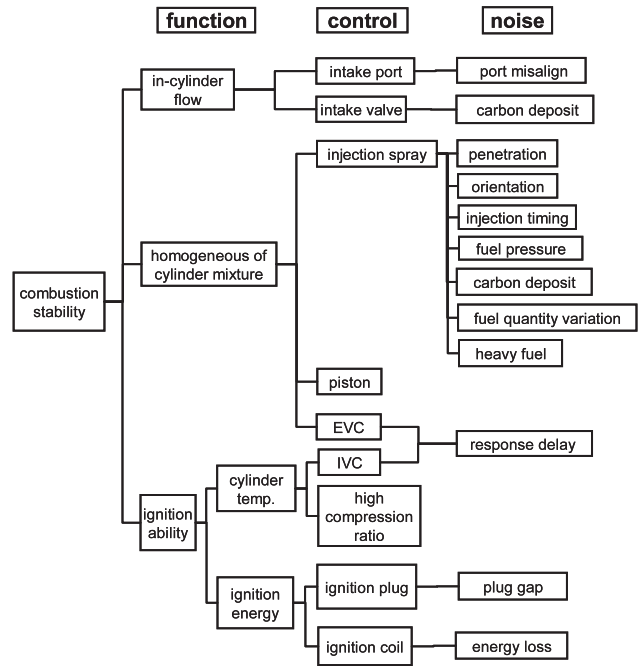 function
control
noise
in-cylinder
flow
intake port
port misalign
intake valve
carbon deposit
injection spray
penetration
orientation
injection timing
fuel pressure
carbon deposit
fuel quantity variation
heavy fuel
homogeneous of
cylinder mixture
combustion
stability
piston
EVC
IVC
response delay
cylinder
temp.
high
compression
ratio
ignition
ability
ignition
energy
ignition plug
plug gap
ignition coil
energy loss